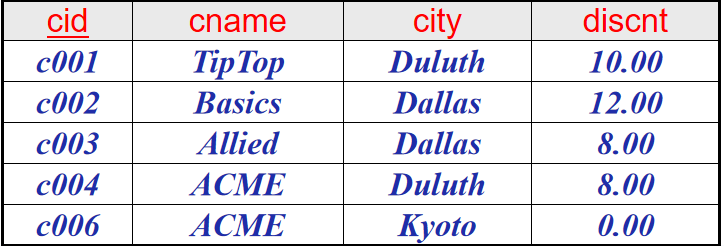 cid cname city discnt
c001 TipTop Duluth 10.00
c002 Basics Dallas 12.00
c003 Allied Dallas 8.00
c004 ACME Duluth 8.00
c006 ACME Kyoto 0.00